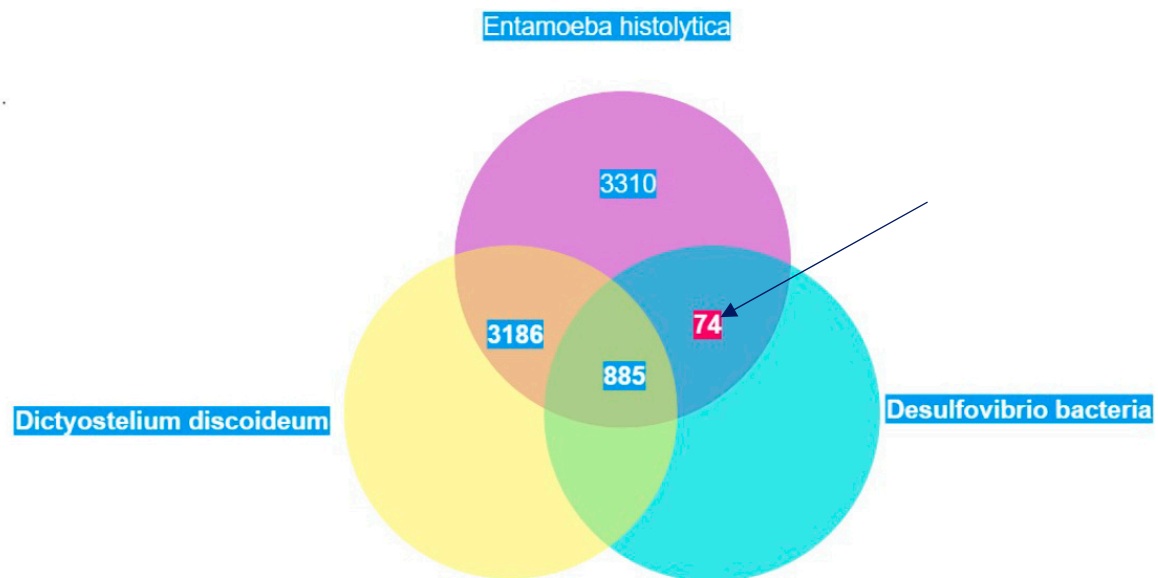 Entamoeba histolytica
3310
74
3186
885
Dictyostelium discoideum
Desulfovibrio bacteria